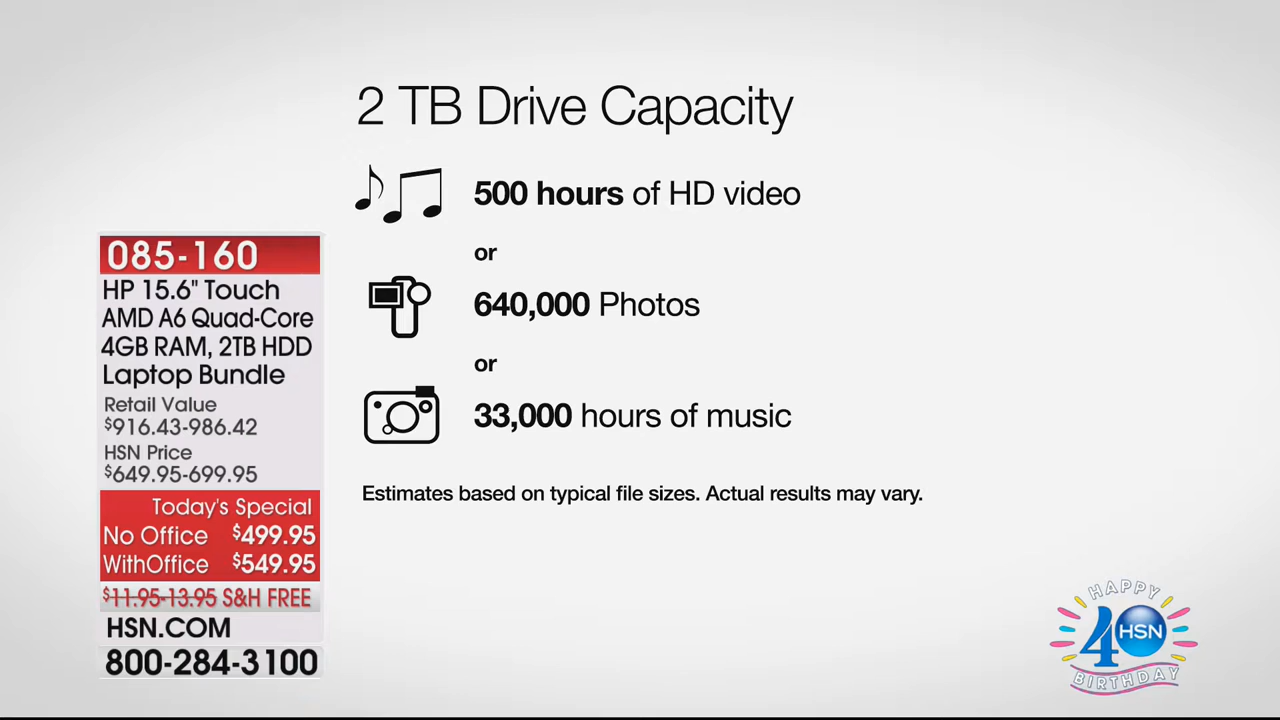 2 TB Drive Capacity
500 hours of HD video
or
640,000 Photos
or
33,000 hours of music
Estimates based on typical file sizes. Actual results may vary.
085-160
HP 15.6" Touch
AMD A6 Quad-Core
4GB RAM, 2TB HDD
Laptop Bundle
Retail Value
$916.43-986.42
HSN Price
$649.95-699.95
Today's Special
No Office $499.95
WithOffice $549.95
$11.95-13.95 S&H FREE
HSN.COM
800-284-3100
HAPPY
40 HSN
BIRTHDAY